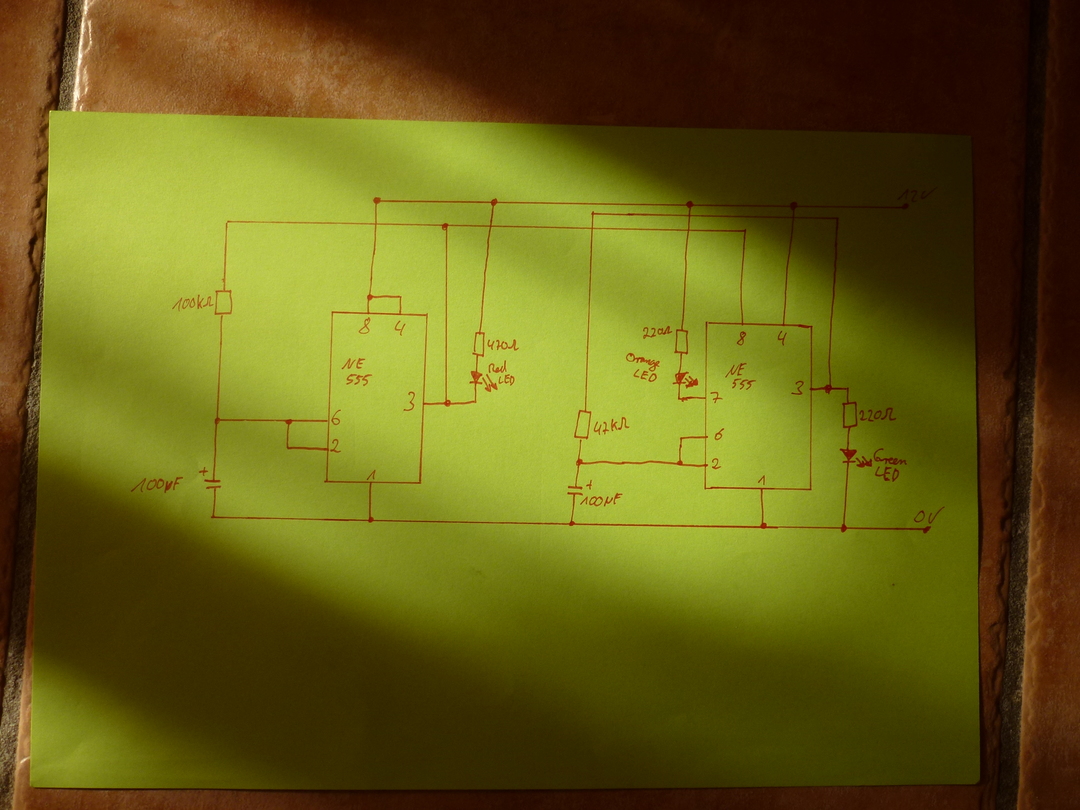 12V
100kΩ
8 4
NE
555
3
6
2
1
100µF
+
470Ω
Red
LED
220Ω
Orange
LED
8 4
NE
555
7
3
6
2
1
47kΩ
+
100µF
220Ω
Green
LED
0V